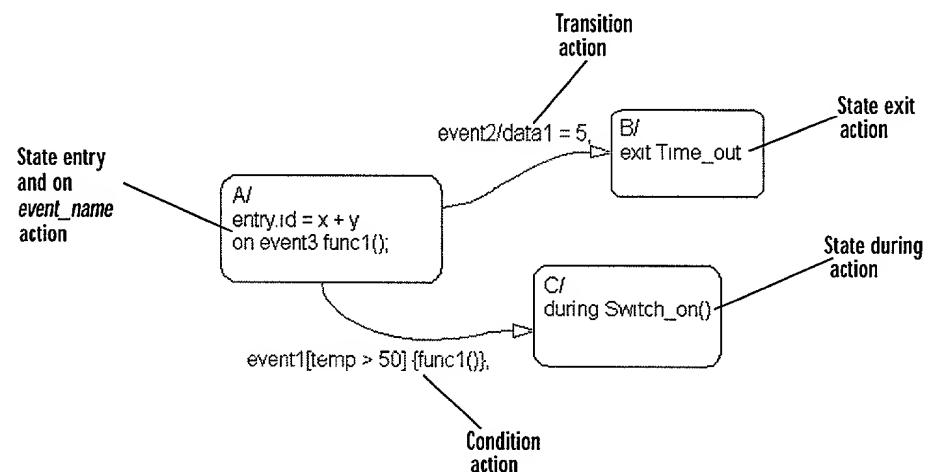 Transition
action
event2/data1 = 5,
B/
exit Time_out
State exit
action
State entry
and on
event_name
action
A/
entry.id = x + y
on event3 func1();
State during
action
C/
during Switch_on()
event1[temp > 50] {func1()},
Condition
action